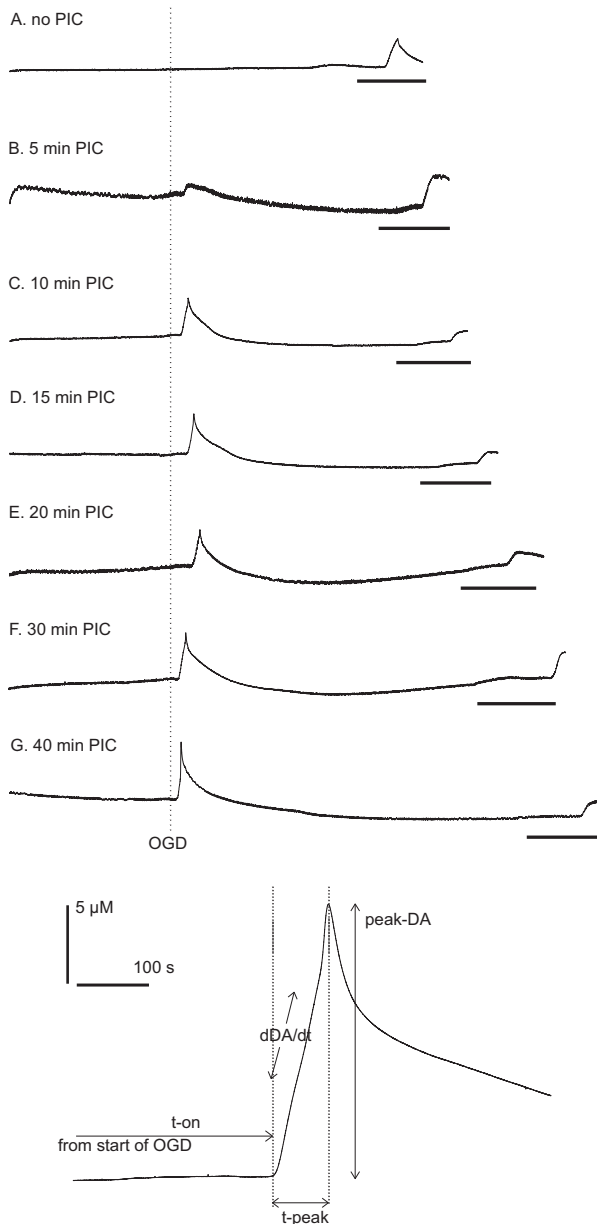 A. no PIC
B. 5 min PIC
C. 10 min PIC
D. 15 min PIC
E. 20 min PIC
F. 30 min PIC
G. 40 min PIC
OGD
5 µM
100 s
peak-DA
dDA/dt
t-on
from start of OGD
t-peak